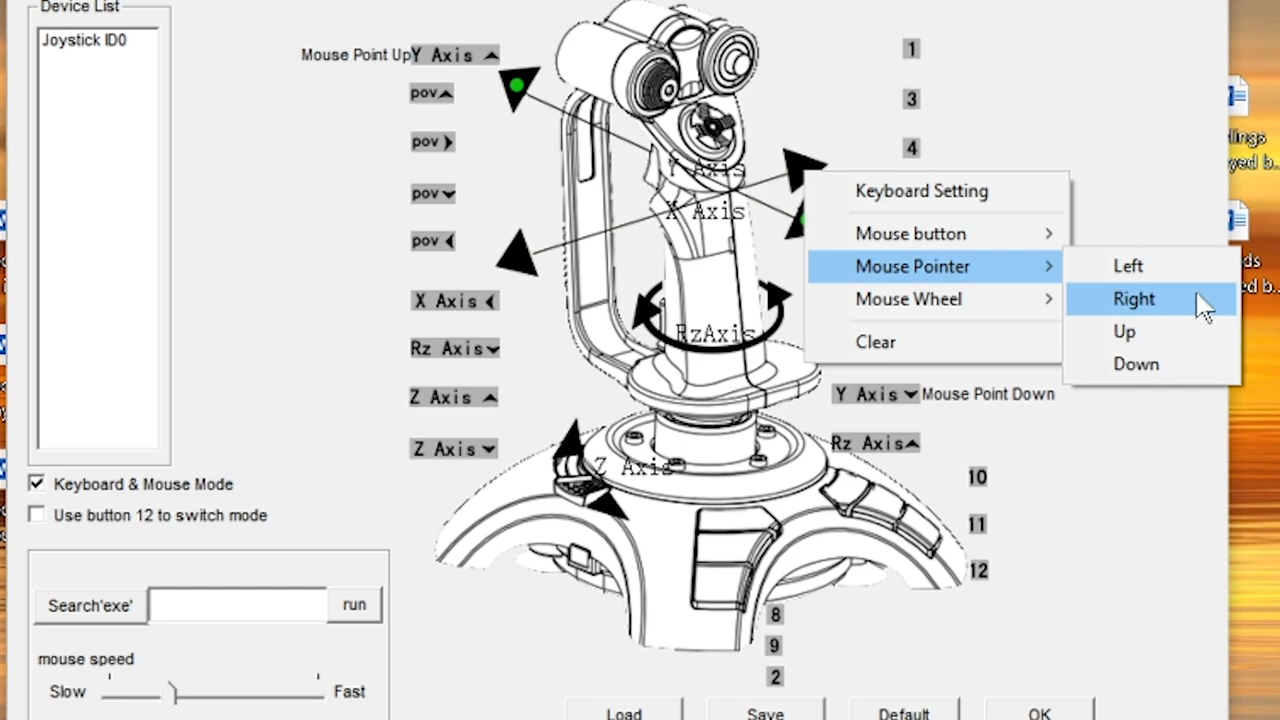 Device List
Joystick ID0
Mouse Point Up
Y Axis
pov
pov
pov
pov
X Axis
Rz Axis
Z Axis
Z Axis
Y Axis
X Axis
RzAxis
Z Axis
1
3
4
Keyboard Setting
Mouse button
Mouse Pointer
Mouse Wheel
Clear
Left
Right
Up
Down
Y Axis
Mouse Point Down
Rz Axis
10
11
12
8
9
2
Keyboard & Mouse Mode
Use button 12 to switch mode
Search'exe'
run
mouse speed
Slow
Fast
Load
Save
Default
OK